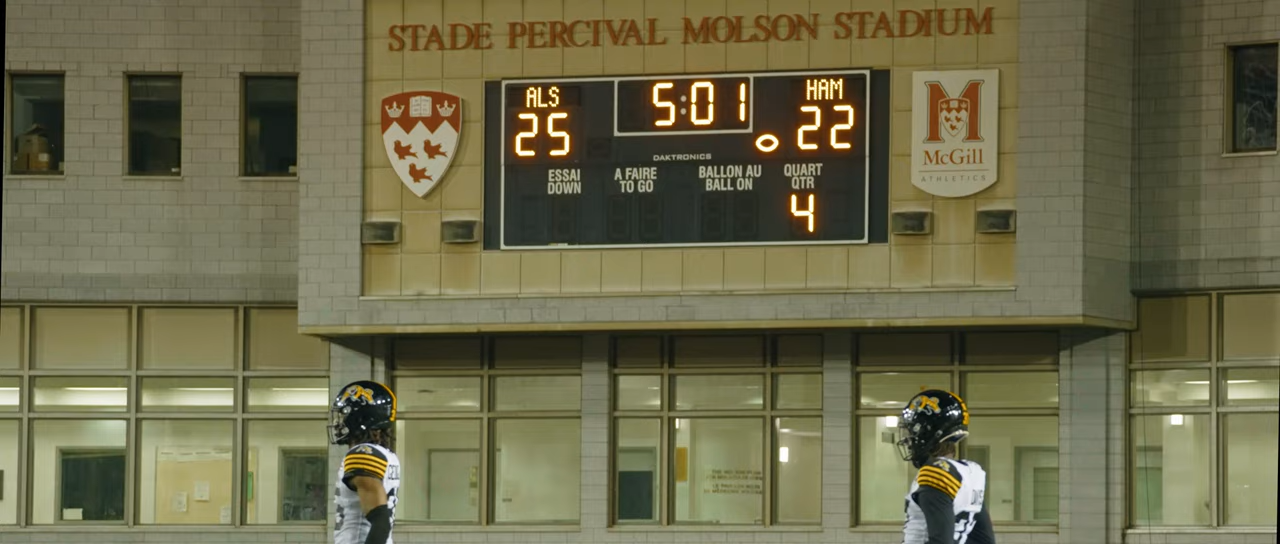 STADE PERCIVAL MOLSON STADIUM
ALS
5:01
HAM
25
22
OAKTRONICS
ESSAI
DOWN
A FAIRE
TO GO
BALLON AU
BALL ON
QUART
QTR
4
M
McGill
ATHLETICS